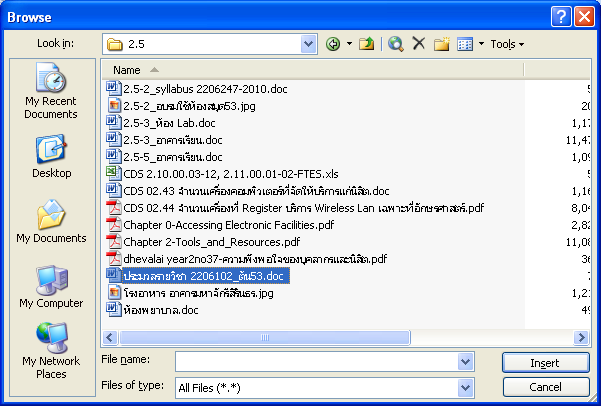 Browse
Look in:
2.5
Tools
My Recent
Documents
Desktop
My Documents
My Computer
My Network
Places
Name
2.5-2_syllabus 2206247-2010.doc
2.5-2_อบรมใช้ห้องสมุด53.jpg
20
2.5-3_ห้อง Lab.doc
1,17
2.5-3_อาคารเรียน.doc
11,47
2.5-5_อาคารเรียน.doc
1,09
CDS 2.10.00.03-12, 2.11.00.01-02-FTES.xls
CDS 02.43 จำนวนเครื่องคอมพิวเตอร์ที่จัดให้บริการแก่นิสิต.doc
1,16
CDS 02.44 จำนวนเครื่องที่ Register บริการ Wireless Lan เฉพาะที่อักษรศาสตร์.pdf
8,04
Chapter 0-Accessing Electronic Facilities.pdf
2,82
Chapter 2-Tools_and_Resources.pdf
11,08
dhevalai year2no37-ความพึงพอใจของบุคลากรและนิสิต.pdf
36
ประมวลรายวิชา 2206102_ต้น53.doc
7
โรงอาหาร อาคารมหาจักรีสิรินธร.jpg
1,21
ห้องพยาบาล.doc
49
File name:
Insert
Files of type:
All Files (*.*)
Cancel